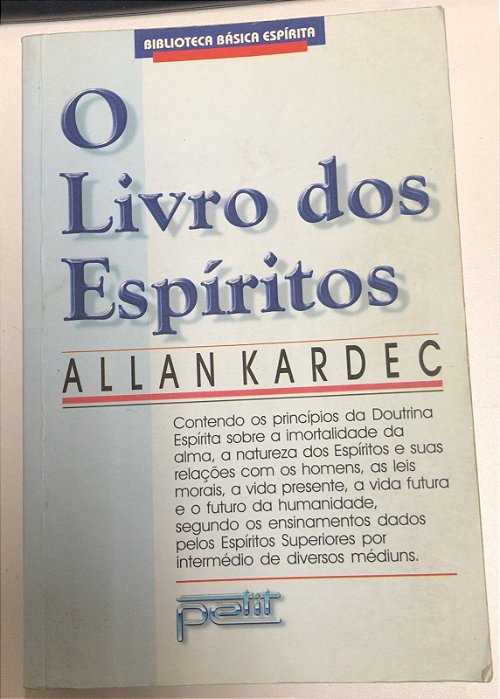 BIBLIOTECA BÁSICA ESPÍRITA
O
Livro dos
Espíritos
ALLAN KARDEC
Contendo os princípios da Doutrina
Espírita sobre a imortalidade da
alma, a natureza dos Espíritos e suas
relações com os homens, as leis
morais, a vida presente, a vida futura
e o futuro da humanidade,
segundo os ensinamentos dados
pelos Espíritos Superiores por
intermédio de diversos médiuns.
petit